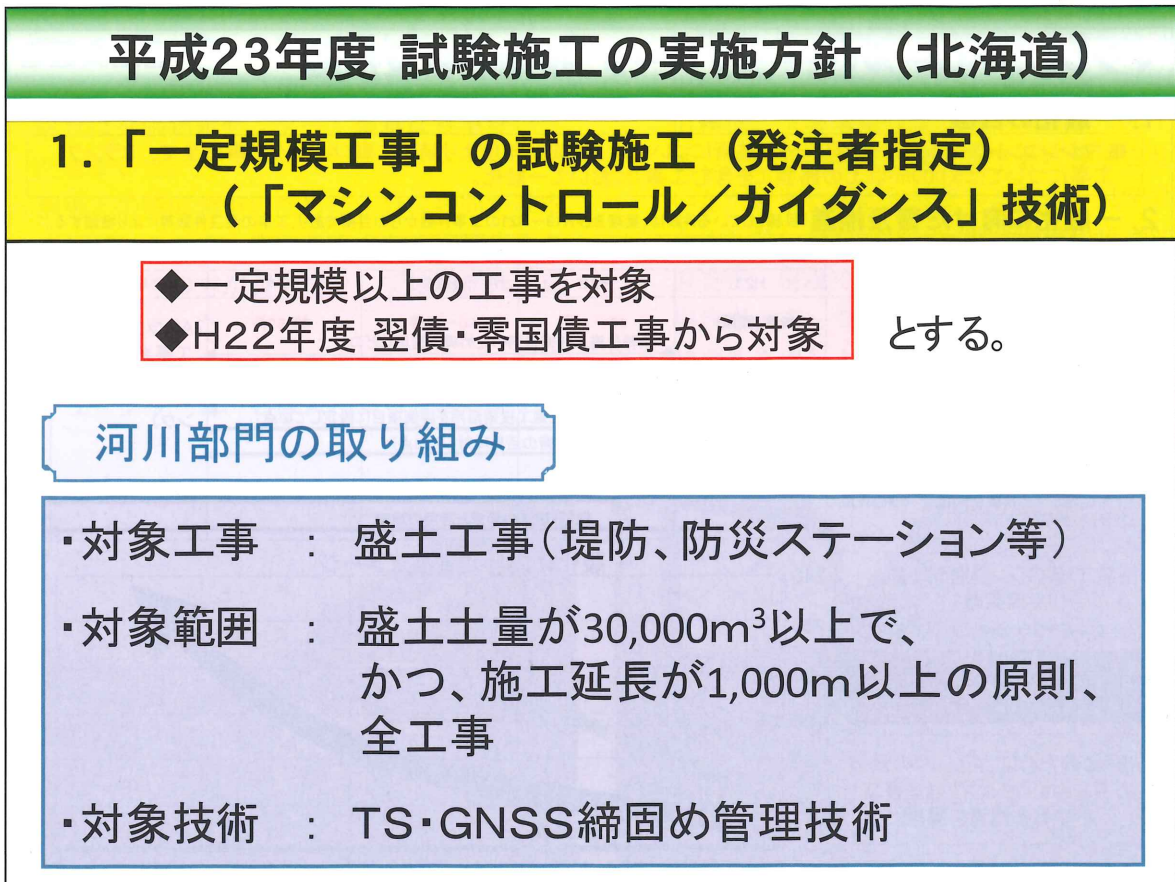 平成23年度 試験施工の実施方針（北海道）
1．「一定規模工事」の試験施工（発注者指定）
（「マシンコントロール／ガイダンス」技術）
◆一定規模以上の工事を対象
◆H22年度 翌債・零国債工事から対象　とする。
河川部門の取り組み
・対象工事　：　盛土工事（堤防、防災ステーション等）
・対象範囲　：　盛土土量が30,000m³以上で、
かつ、施工延長が1,000m以上の原則、
全工事
・対象技術　：　TS・GNSS締固め管理技術